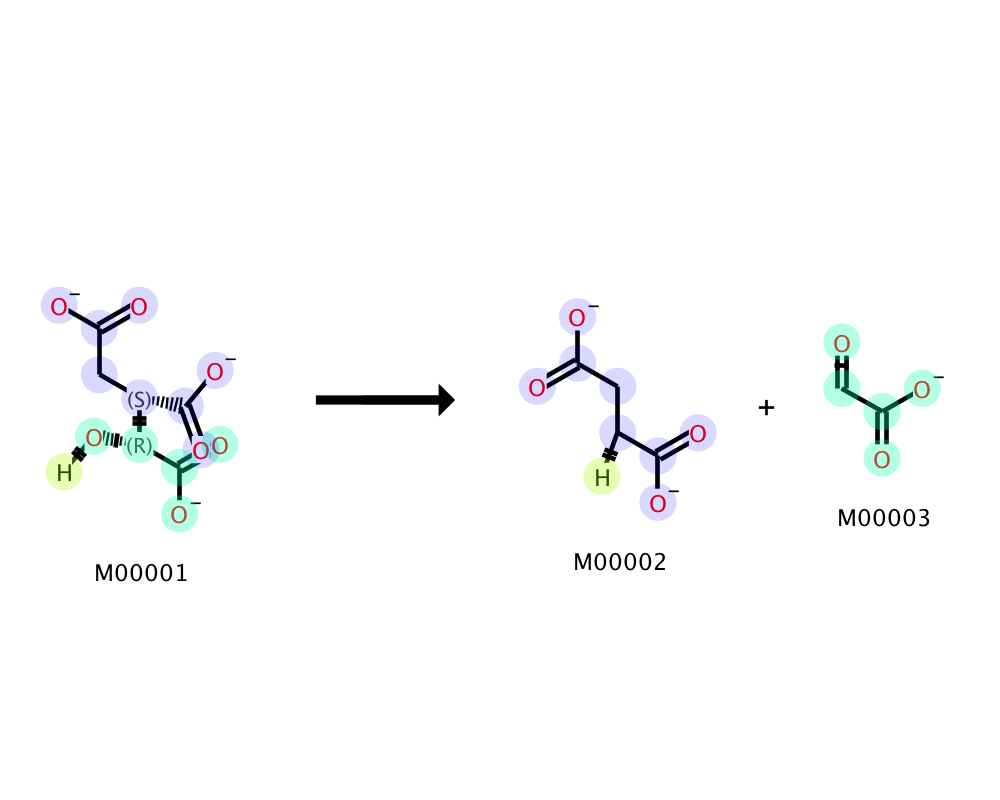 O⁻ O
O⁻
(S)
O (R) O O
H
O⁻
M00001
O⁻
O
O
H
O⁻
M00002
+
O
O⁻
O
M00003